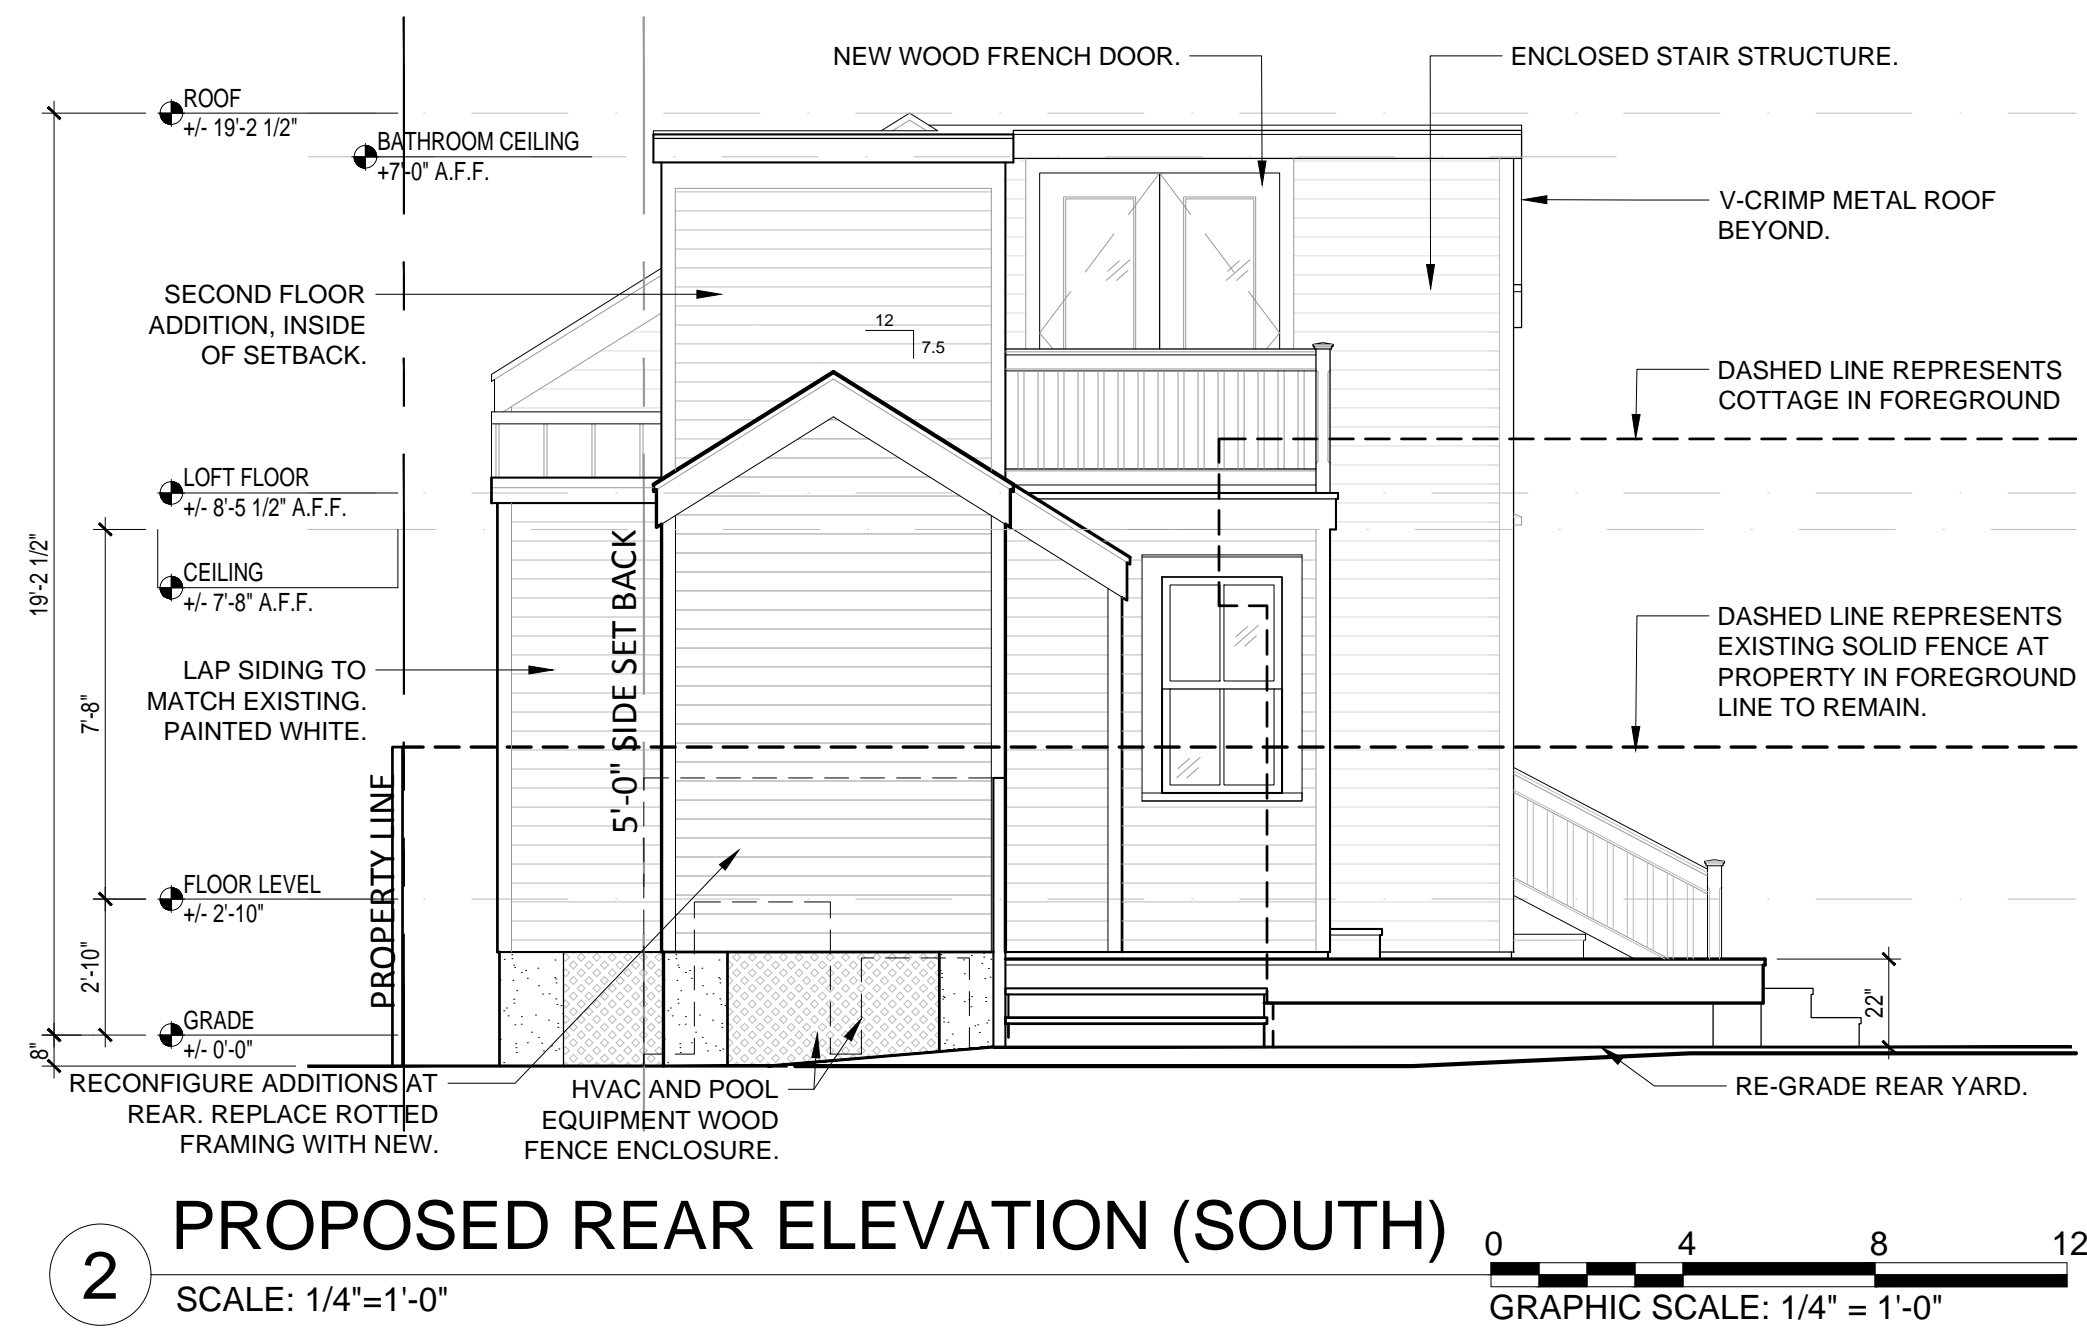 NEW WOOD FRENCH DOOR.
ENCLOSED STAIR STRUCTURE.
ROOF
+/- 19'-2 1/2"
BATHROOM CEILING
+7'-0" A.F.F.
V-CRIMP METAL ROOF
BEYOND.
SECOND FLOOR
ADDITION, INSIDE
OF SETBACK.
12
7.5
DASHED LINE REPRESENTS
COTTAGE IN FOREGROUND
LOFT FLOOR
+/- 8'-5 1/2" A.F.F.
CEILING
+/- 7'-8" A.F.F.
19'-2 1/2"
7'-8"
5'-0" SIDE SET BACK
DASHED LINE REPRESENTS
EXISTING SOLID FENCE AT
PROPERTY IN FOREGROUND
LINE TO REMAIN.
LAP SIDING TO
MATCH EXISTING.
PAINTED WHITE.
PROPERTY LINE
FLOOR LEVEL
+/- 2'-10"
2'-10"
GRADE
+/- 0'-0"
8"
22"
RECONFIGURE ADDITIONS AT
REAR. REPLACE ROTTED
FRAMING WITH NEW.
HVAC AND POOL
EQUIPMENT WOOD
FENCE ENCLOSURE.
RE-GRADE REAR YARD.
2
PROPOSED REAR ELEVATION (SOUTH)
SCALE: 1/4"=1'-0"
0 4 8 12
GRAPHIC SCALE: 1/4" = 1'-0"